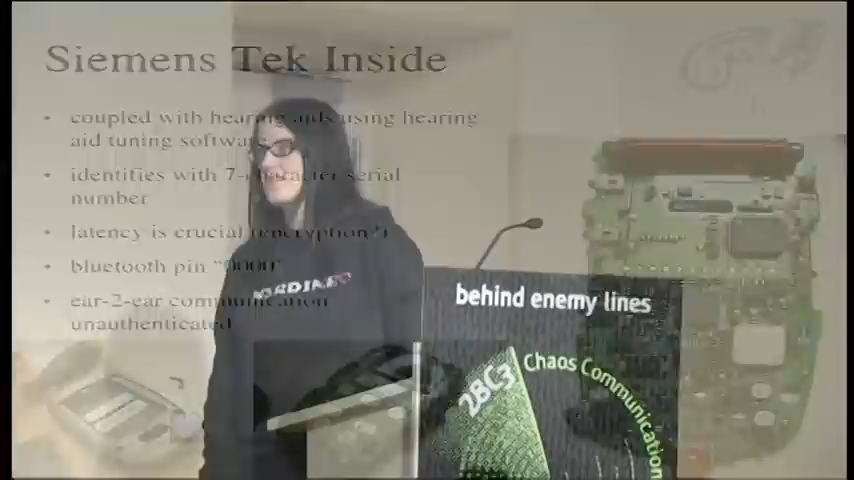 Siemens Tek Inside
• coupled with hearing aids using hearing
aid tuning software
• identifies with 7-character serial
number
• latency is crucial (encryption?)
• bluetooth pin "0000"
• ear-2-ear communication
unauthenticated
behind enemy lines
28C3
Chaos Communication